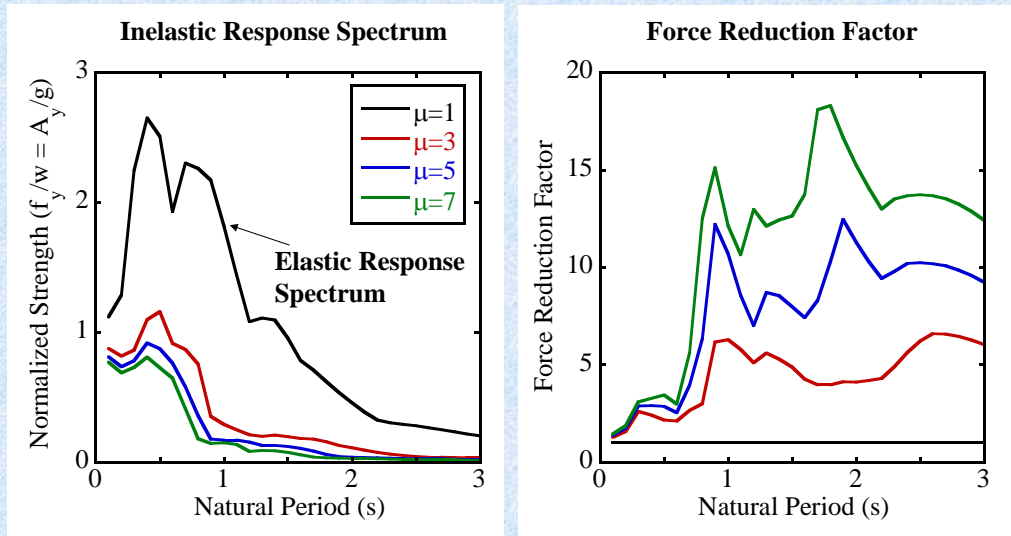 Inelastic Response Spectrum
Normalized Strength (f_y/w = A_y/g)
3
2
1
0
μ=1
μ=3
μ=5
μ=7
Elastic Response
Spectrum
0 1 2 3
Natural Period (s)
Force Reduction Factor
Force Reduction Factor
20
15
10
5
0
0 1 2 3
Natural Period (s)